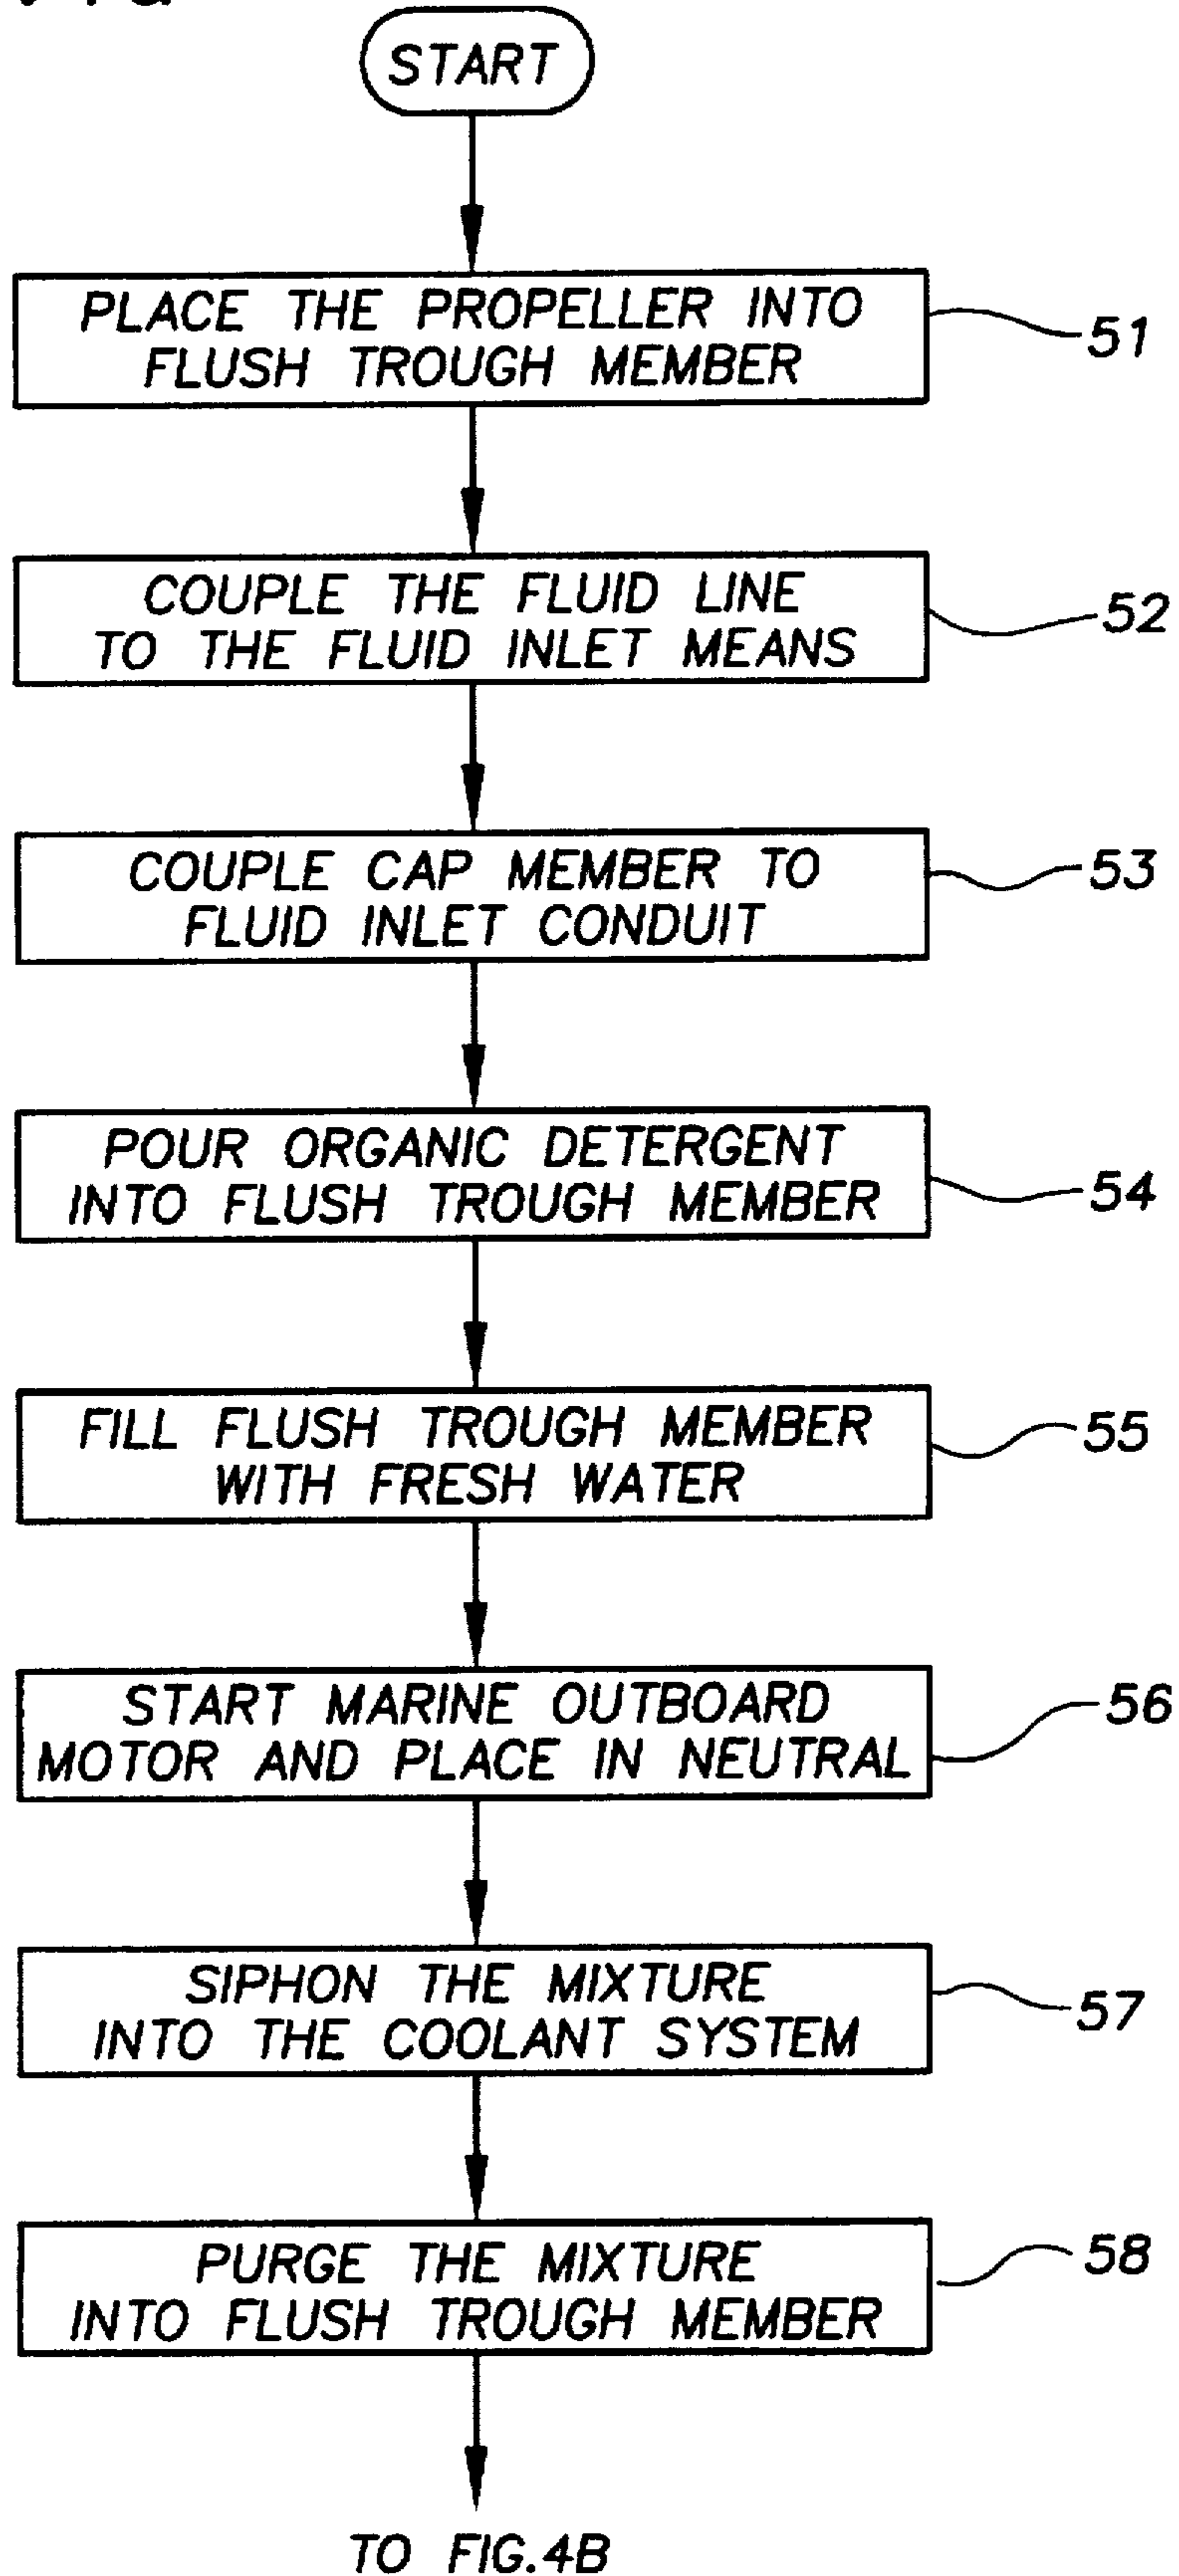 START
PLACE THE PROPELLER INTO
FLUSH TROUGH MEMBER
51
COUPLE THE FLUID LINE
TO THE FLUID INLET MEANS
52
COUPLE CAP MEMBER TO
FLUID INLET CONDUIT
53
POUR ORGANIC DETERGENT
INTO FLUSH TROUGH MEMBER
54
FILL FLUSH TROUGH MEMBER
WITH FRESH WATER
55
START MARINE OUTBOARD
MOTOR AND PLACE IN NEUTRAL
56
SIPHON THE MIXTURE
INTO THE COOLANT SYSTEM
57
PURGE THE MIXTURE
INTO FLUSH TROUGH MEMBER
58
TO FIG.4B